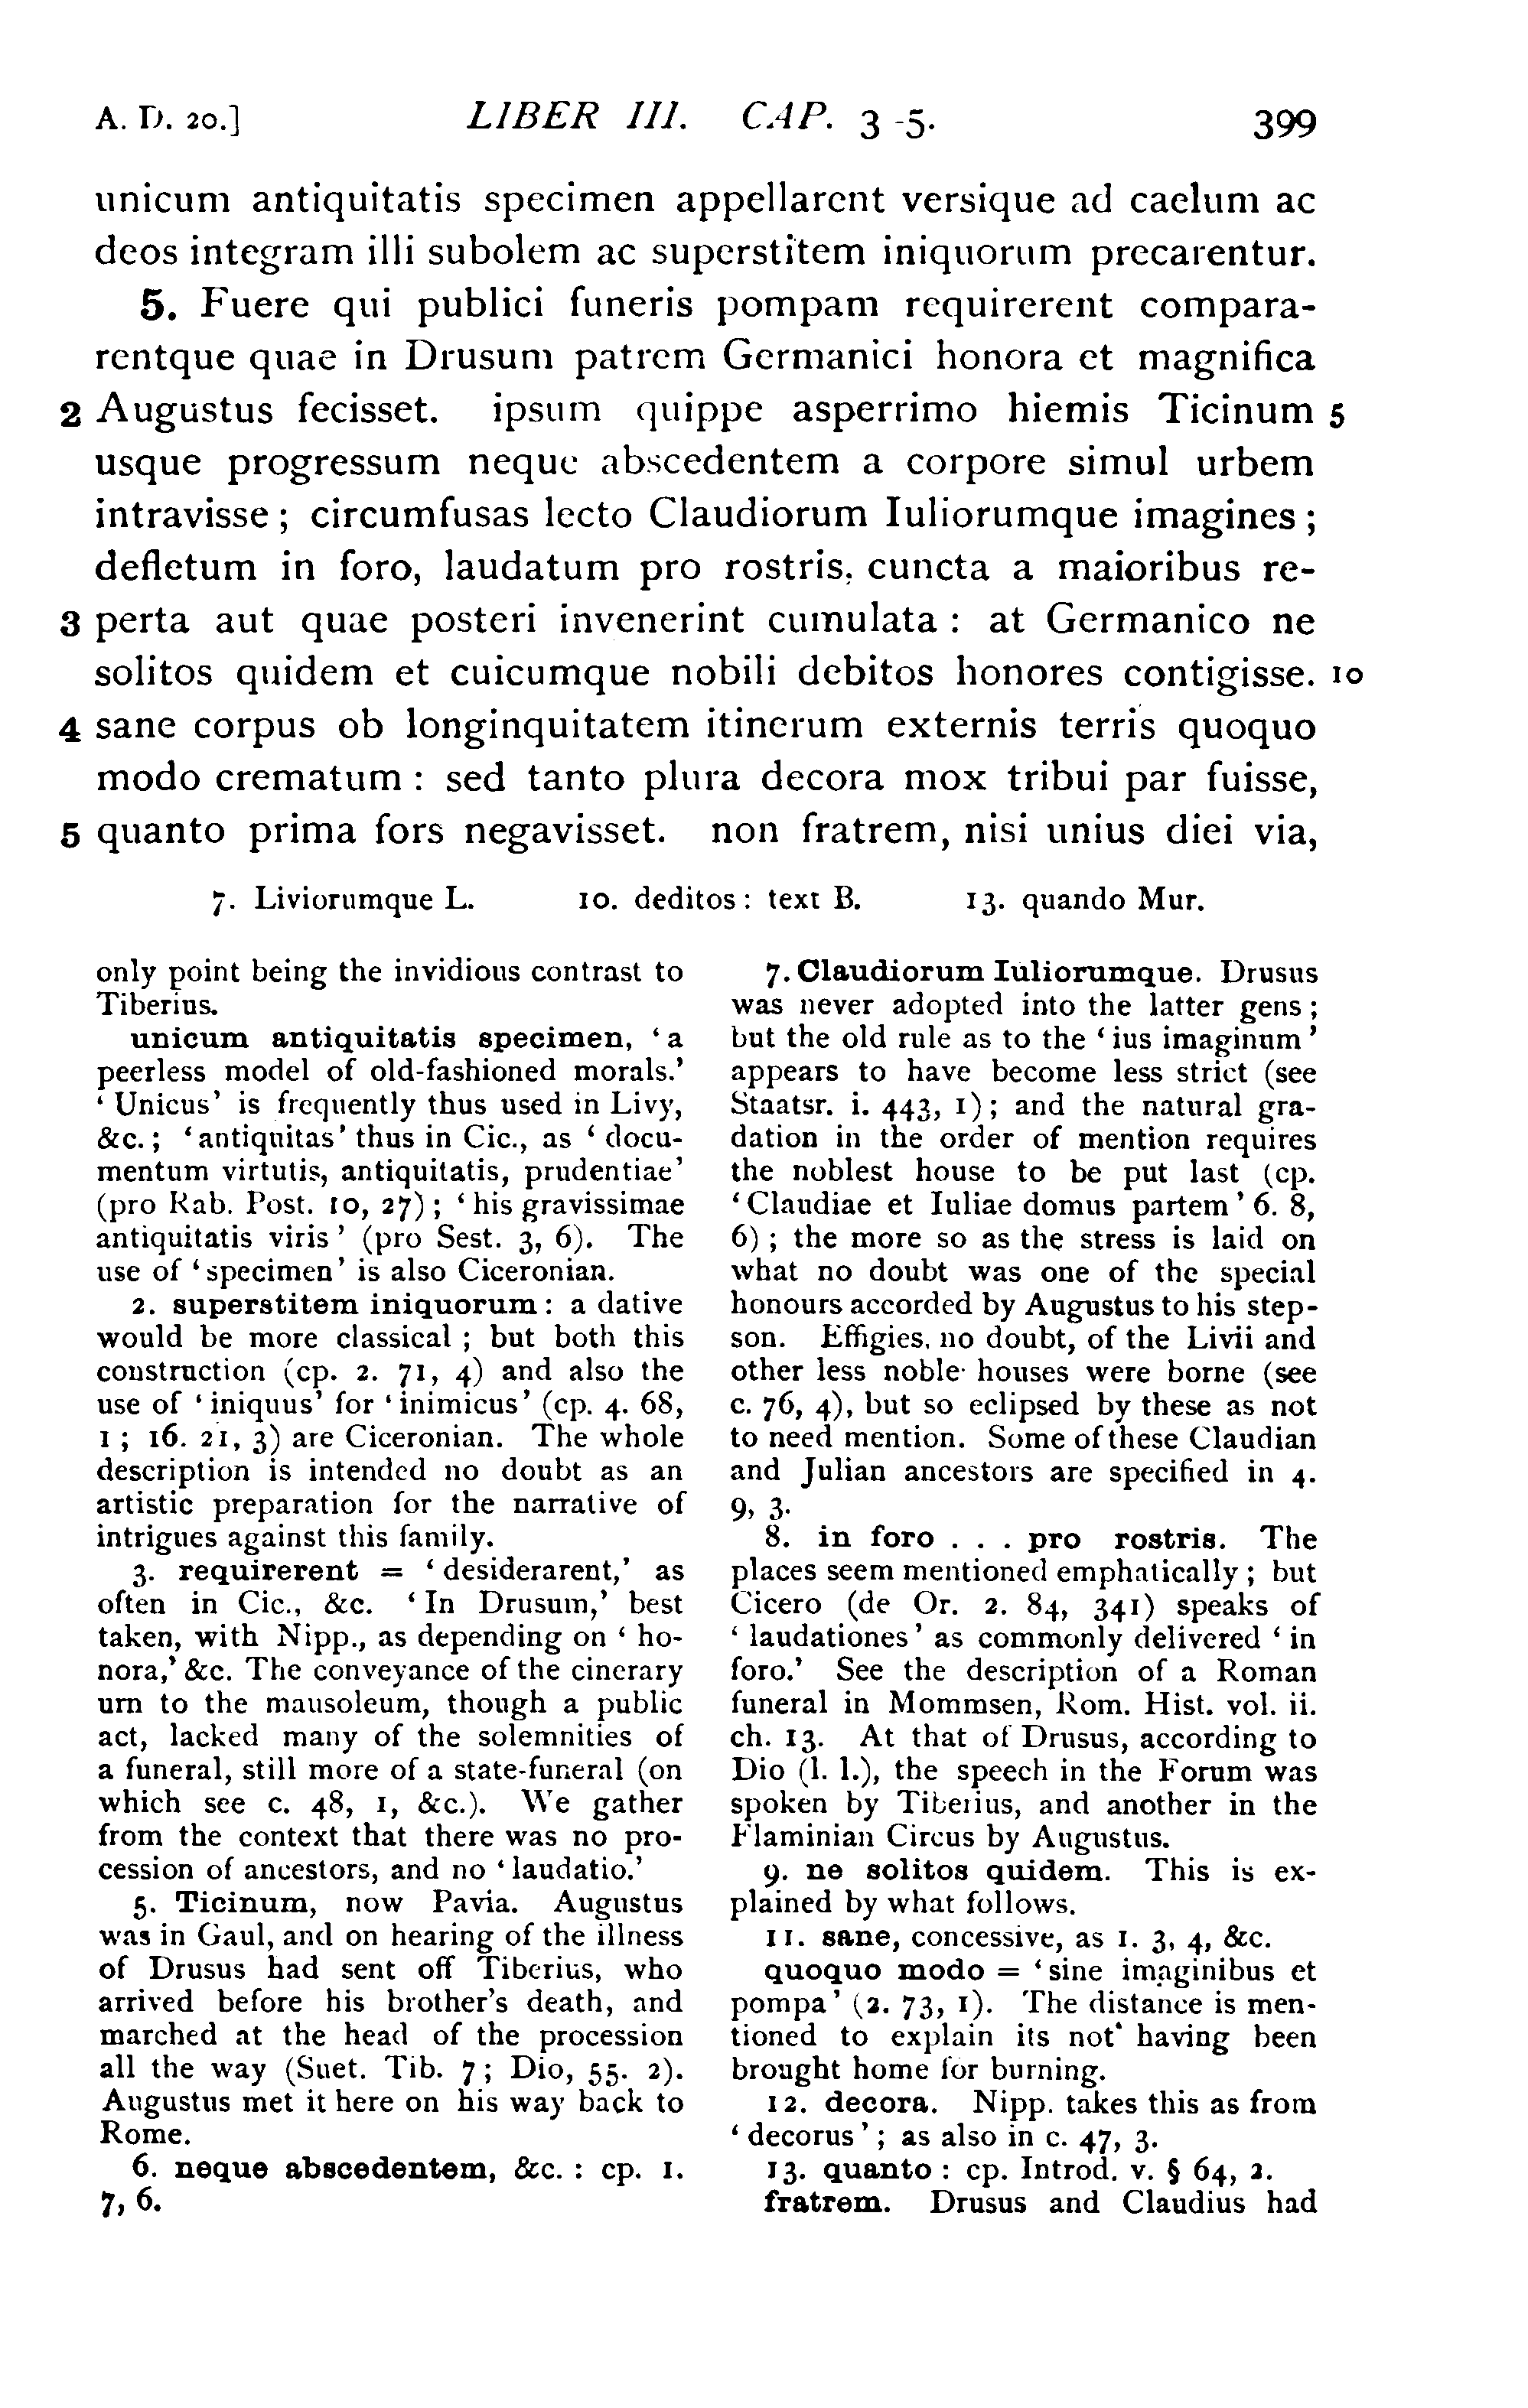 A. D. 20.] LIBER III. CAP. 3-5. 399
unicum antiquitatis specimen appellarent versique ad caelum ac
deos integram illi subolem ac superstitem iniquorum precarentur.
5. Fuere qui publici funeris pompam requirerent compara-
rentque quae in Drusum patrem Germanici honora et magnifica
2 Augustus fecisset. ipsum quippe asperrimo hiemis Ticinum 5
usque progressum neque abscedentem a corpore simul urbem
intravisse ; circumfusas lecto Claudiorum Iuliorumque imagines ;
defletum in foro, laudatum pro rostris, cuncta a maioribus re-
3 perta aut quae posteri invenerint cumulata : at Germanico ne
solitos quidem et cuicumque nobili debitos honores contigisse. 10
4 sane corpus ob longinquitatem itinerum externis terris quoquo
modo crematum : sed tanto plura decora mox tribui par fuisse,
5 quanto prima fors negavisset. non fratrem, nisi unius diei via,
7. Liviorumque L. 10. deditos : text B. 13. quando Mur.
only point being the invidious contrast to
Tiberius.
unicum antiquitatis specimen, ‘ a
peerless model of old-fashioned morals.’
‘ Unicus’ is frequently thus used in Livy,
&c. ; ‘antiquitas’ thus in Cic., as ‘ docu-
mentum virtutis, antiquitatis, prudentiae’
(pro Rab. Post. 10, 27) ; ‘ his gravissimae
antiquitatis viris ’ (pro Sest. 3, 6). The
use of ‘ specimen’ is also Ciceronian.
2. superstitem iniquorum : a dative
would be more classical ; but both this
construction (cp. 2. 71, 4) and also the
use of ‘ iniquus’ for ‘ inimicus’ (cp. 4. 68,
1 ; 16. 21, 3) are Ciceronian. The whole
description is intended no doubt as an
artistic preparation for the narrative of
intrigues against this family.
3. requirerent = ‘ desiderarent,’ as
often in Cic., &c. ‘ In Drusum,’ best
taken, with Nipp., as depending on ‘ ho-
nora,’ &c. The conveyance of the cinerary
urn to the mausoleum, though a public
act, lacked many of the solemnities of
a funeral, still more of a state-funeral (on
which see c. 48, 1, &c.). We gather
from the context that there was no pro-
cession of ancestors, and no ‘ laudatio.’
5. Ticinum, now Pavia. Augustus
was in Gaul, and on hearing of the illness
of Drusus had sent off Tiberius, who
arrived before his brother’s death, and
marched at the head of the procession
all the way (Suet. Tib. 7 ; Dio, 55. 2).
Augustus met it here on his way back to
Rome.
6. neque abscedentem, &c. : cp. 1.
7, 6.
7. Claudiorum Iuliorumque. Drusus
was never adopted into the latter gens ;
but the old rule as to the ‘ ius imaginum ’
appears to have become less strict (see
Staatsr. i. 443, 1) ; and the natural gra-
dation in the order of mention requires
the noblest house to be put last (cp.
‘ Claudiae et Iuliae domus partem ’ 6. 8,
6) ; the more so as the stress is laid on
what no doubt was one of the special
honours accorded by Augustus to his step-
son. Effigies, no doubt, of the Livii and
other less noble houses were borne (see
c. 76, 4), but so eclipsed by these as not
to need mention. Some of these Claudian
and Julian ancestors are specified in 4.
9, 3.
8. in foro . . . pro rostris. The
places seem mentioned emphatically ; but
Cicero (de Or. 2. 84, 341) speaks of
‘ laudationes ’ as commonly delivered ‘ in
foro.’ See the description of a Roman
funeral in Mommsen, Rom. Hist. vol. ii.
ch. 13. At that of Drusus, according to
Dio (l. l.), the speech in the Forum was
spoken by Tiberius, and another in the
Flaminian Circus by Augustus.
9. ne solitos quidem. This is ex-
plained by what follows.
11. sane, concessive, as 1. 3, 4, &c.
quoquo modo = ‘ sine imaginibus et
pompa ’ (2. 73, 1). The distance is men-
tioned to explain its not having been
brought home for burning.
12. decora. Nipp. takes this as from
‘ decorus ’ ; as also in c. 47, 3.
13. quanto : cp. Introd. v. § 64, 2.
fratrem. Drusus and Claudius had